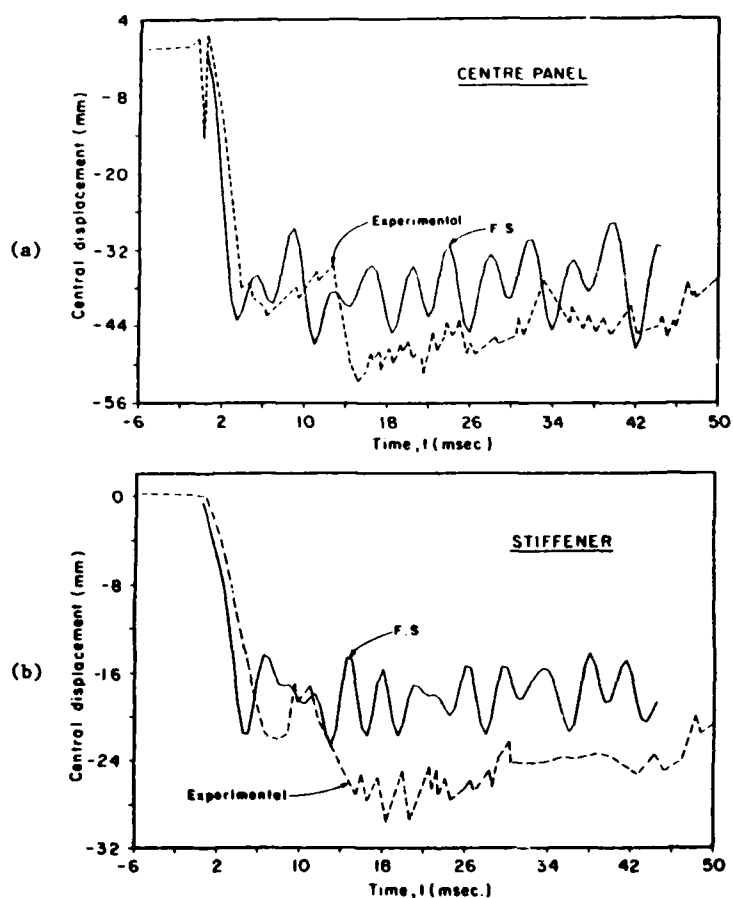 (a)
4
-8
-20
-32
-44
-56
Central displacement (mm)
CENTRE PANEL
Experimental
F.S
-6
2
10
18
26
34
42
50
Time, t (msec.)
(b)
0
-8
-16
-24
-32
Central displacement (mm)
STIFFENER
F.S
Experimental
-6
2
10
18
26
34
42
50
Time, t (msec.)